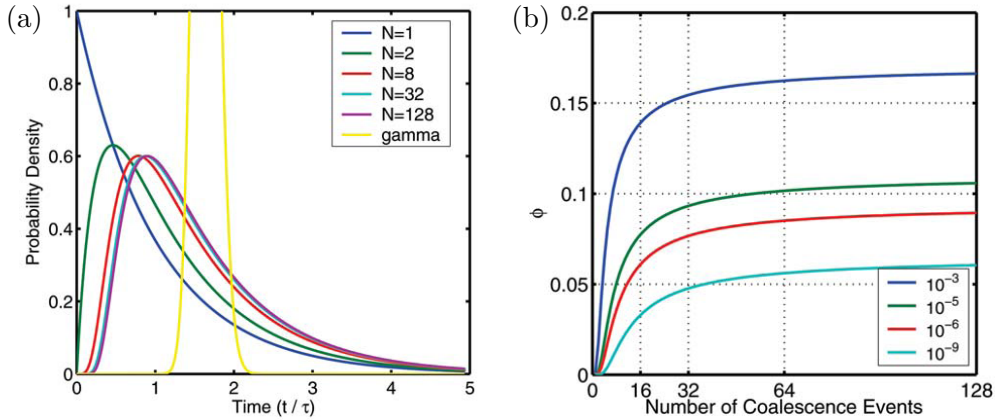 (a)
Probability Density
1
0.8
0.6
0.4
0.2
0
N=1
N=2
N=8
N=32
N=128
gamma
0 1 2 3 4 5
Time (t / τ)
(b)
ϕ
0.2
0.15
0.1
0.05
0
10⁻³
10⁻⁵
10⁻⁶
10⁻⁹
0 16 32 64 128
Number of Coalescence Events